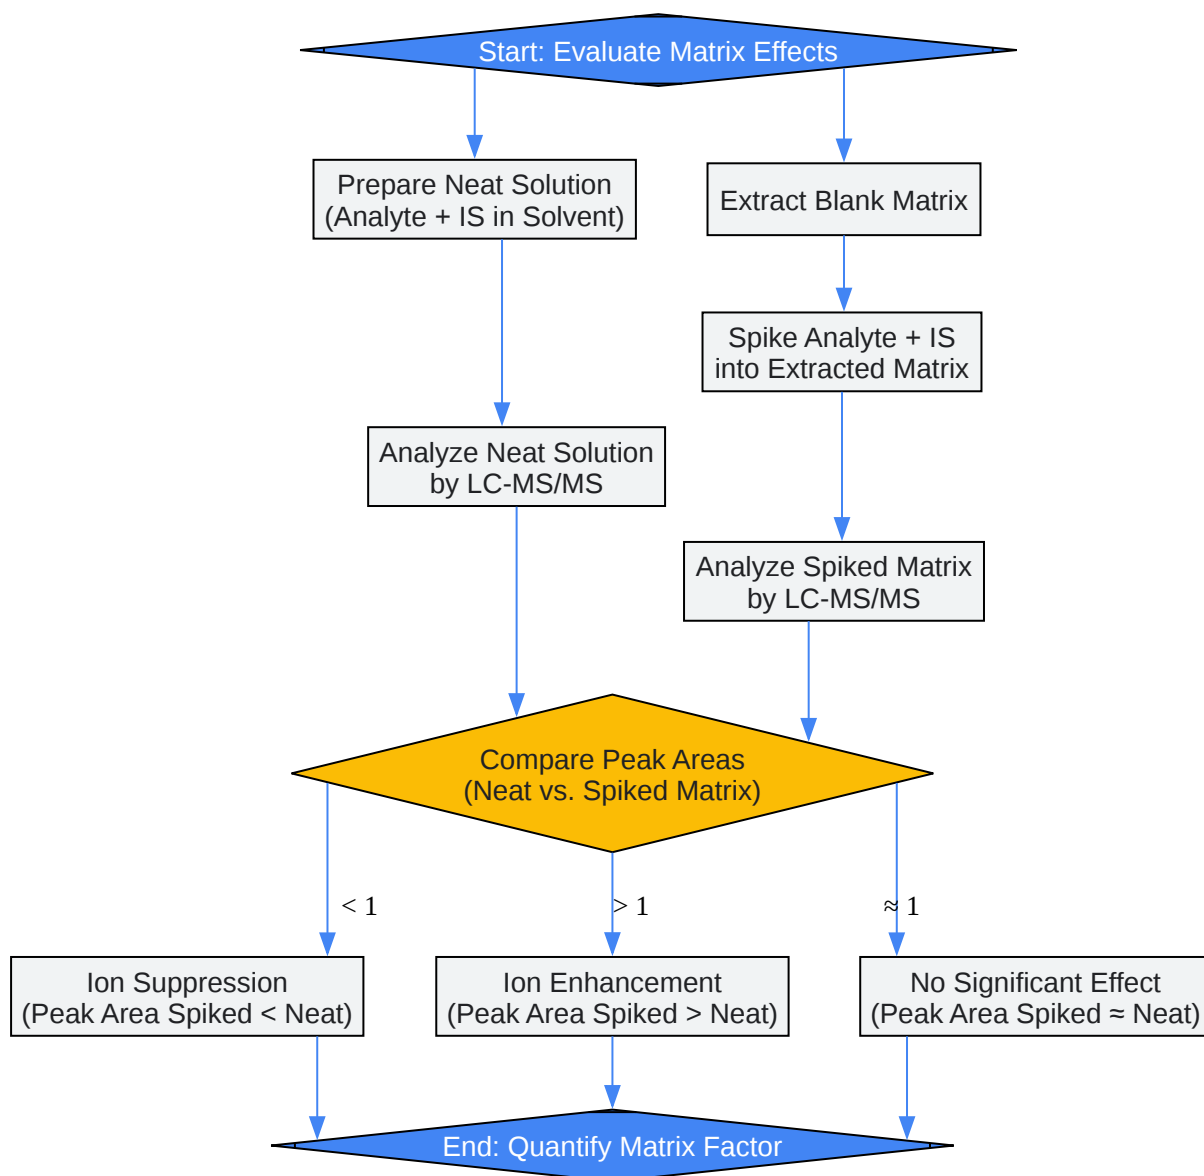 Start: Evaluate Matrix Effects
Prepare Neat Solution
(Analyte + IS in Solvent)
Extract Blank Matrix
Spike Analyte + IS
into Extracted Matrix
Analyze Neat Solution
by LC-MS/MS
Analyze Spiked Matrix
by LC-MS/MS
Compare Peak Areas
(Neat vs. Spiked Matrix)
< 1
> 1
≈ 1
Ion Suppression
(Peak Area Spiked < Neat)
Ion Enhancement
(Peak Area Spiked > Neat)
No Significant Effect
(Peak Area Spiked ≈ Neat)
End: Quantify Matrix Factor